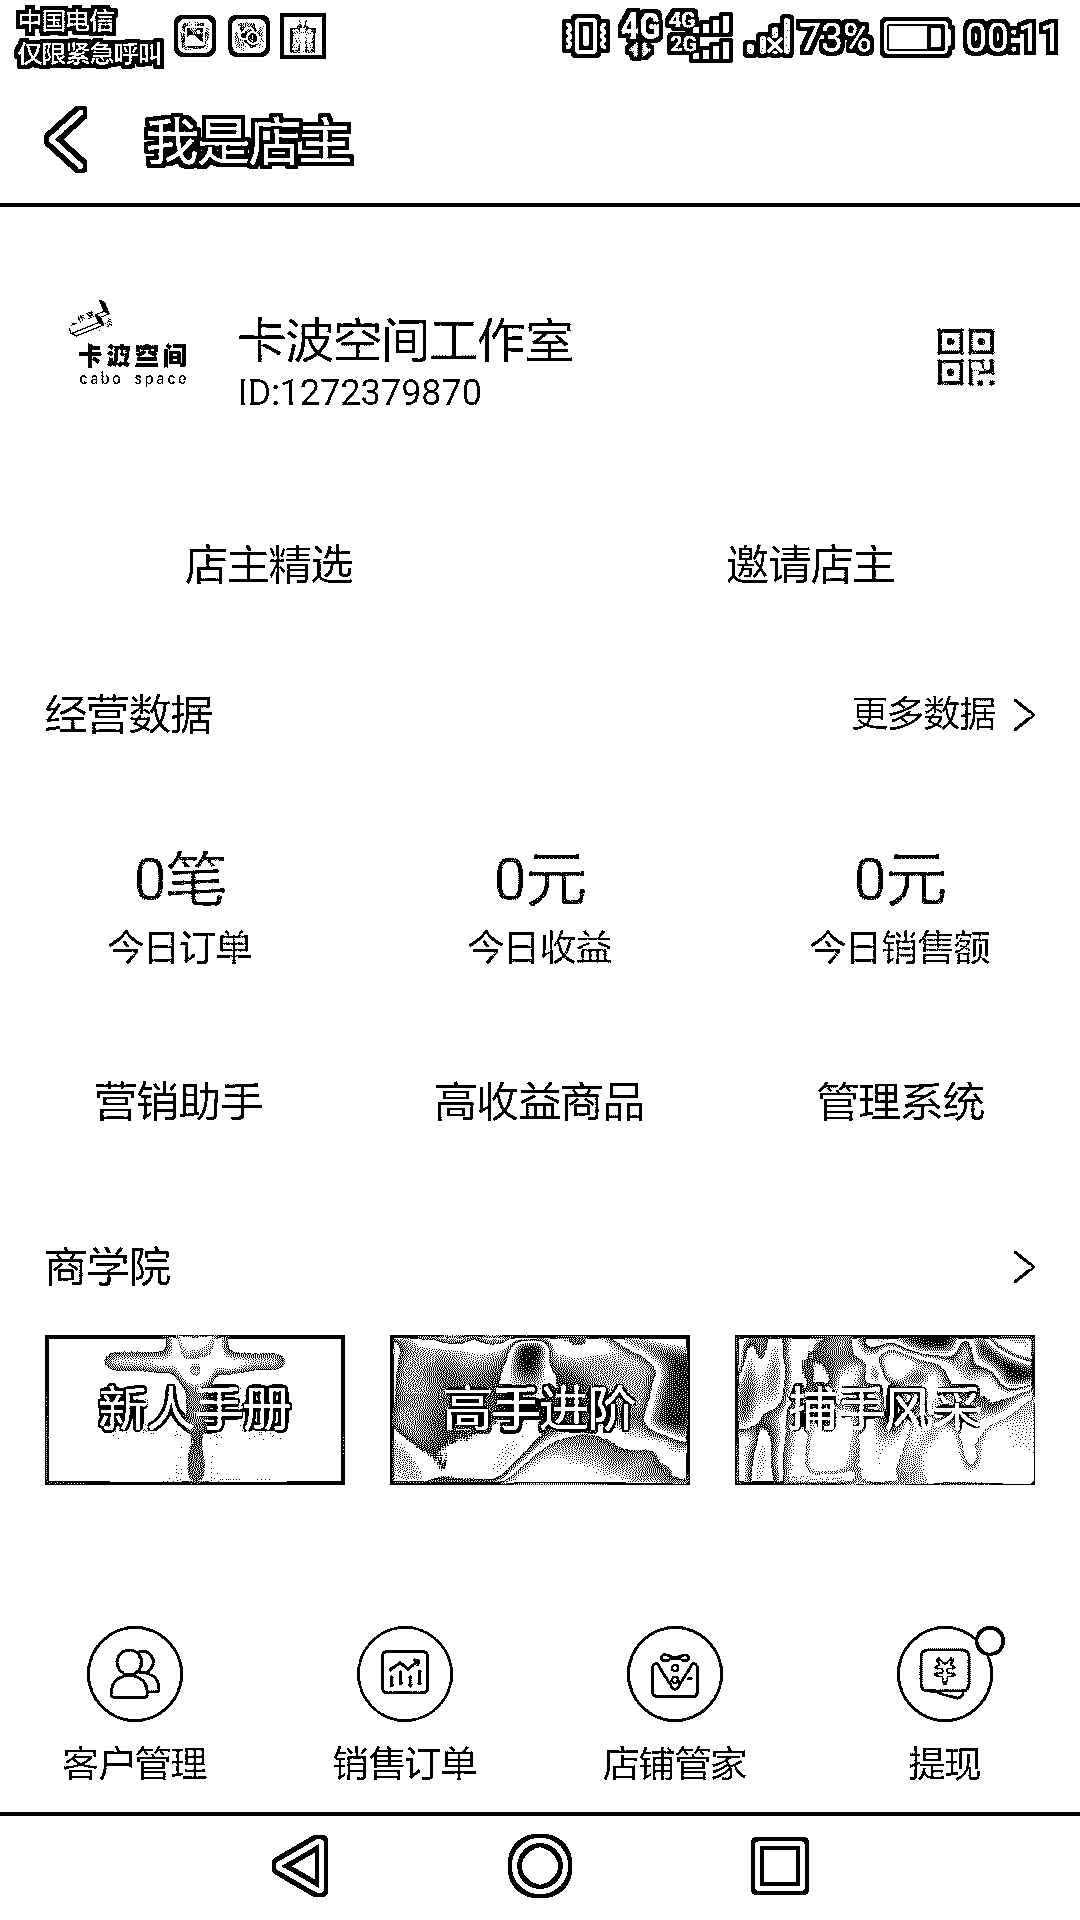 中国电信
仅限紧急呼叫
4G 4G 2G 73% 00:11
我是店主
卡波空间
cabo space
卡波空间工作室
ID:1272379870
店主精选 邀请店主
经营数据 更多数据
0笔 0元 0元
今日订单 今日收益 今日销售额
营销助手 高收益商品 管理系统
商学院
新人手册 高手进阶 捕手风采
客户管理 销售订单 店铺管家 提现